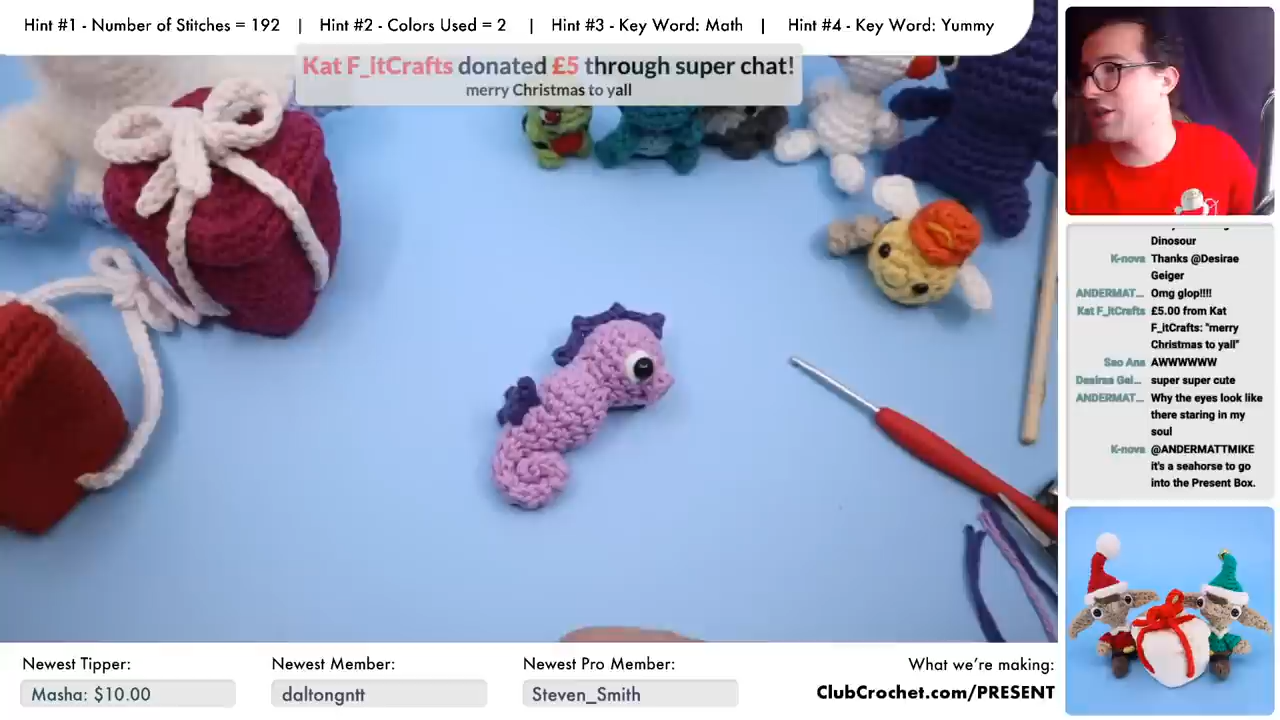 Hint #1 - Number of Stitches = 192 | Hint #2 - Colors Used = 2 | Hint #3 - Key Word: Math | Hint #4 - Key Word: Yummy
Kat F_itCrafts donated £5 through super chat!
merry Christmas to yall
Dinosour
K-nova Thanks @Desirae
Geiger
ANDERMAT... Omg glop!!!!
Kat F_itCrafts £5.00 from Kat
F_itCrafts: "merry
Christmas to yall"
Sao Ana AWWWWWW
Desirae Gei... super super cute
ANDERMAT... Why the eyes look like
there staring in my
soul
K-nova @ANDERMATTMIKE
it's a seahorse to go
into the Present Box.
Newest Tipper:
Masha: $10.00
Newest Member:
daltongntt
Newest Pro Member:
Steven_Smith
What we're making:
ClubCrochet.com/PRESENT